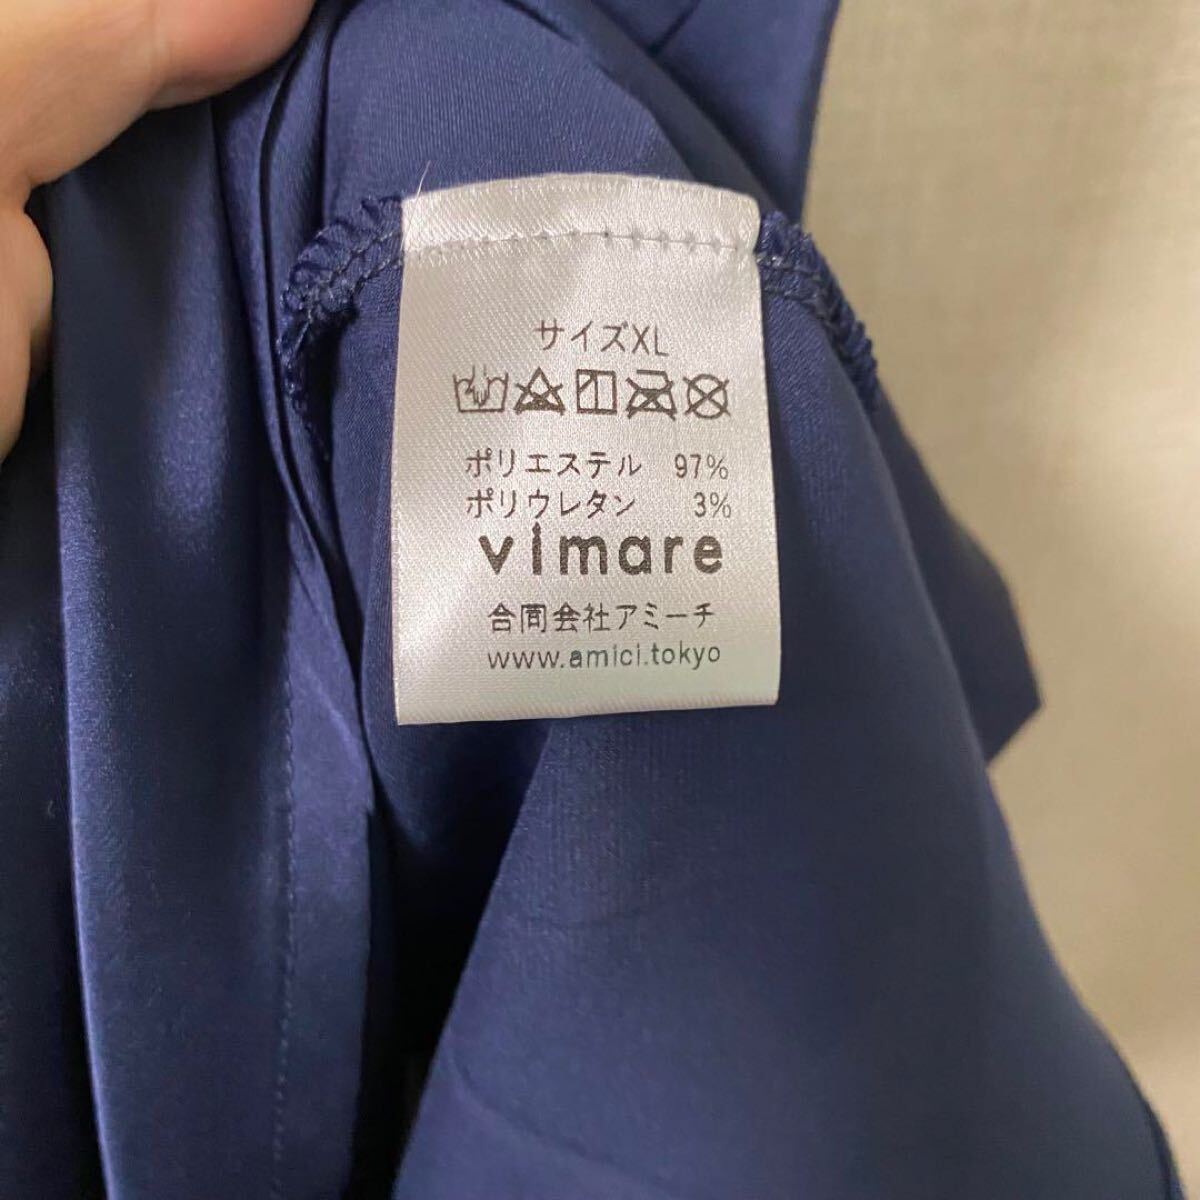 サイズXL
ポリエステル 97%
ポリウレタン 3%
vimare
合同会社アミーチ
www.amici.tokyo